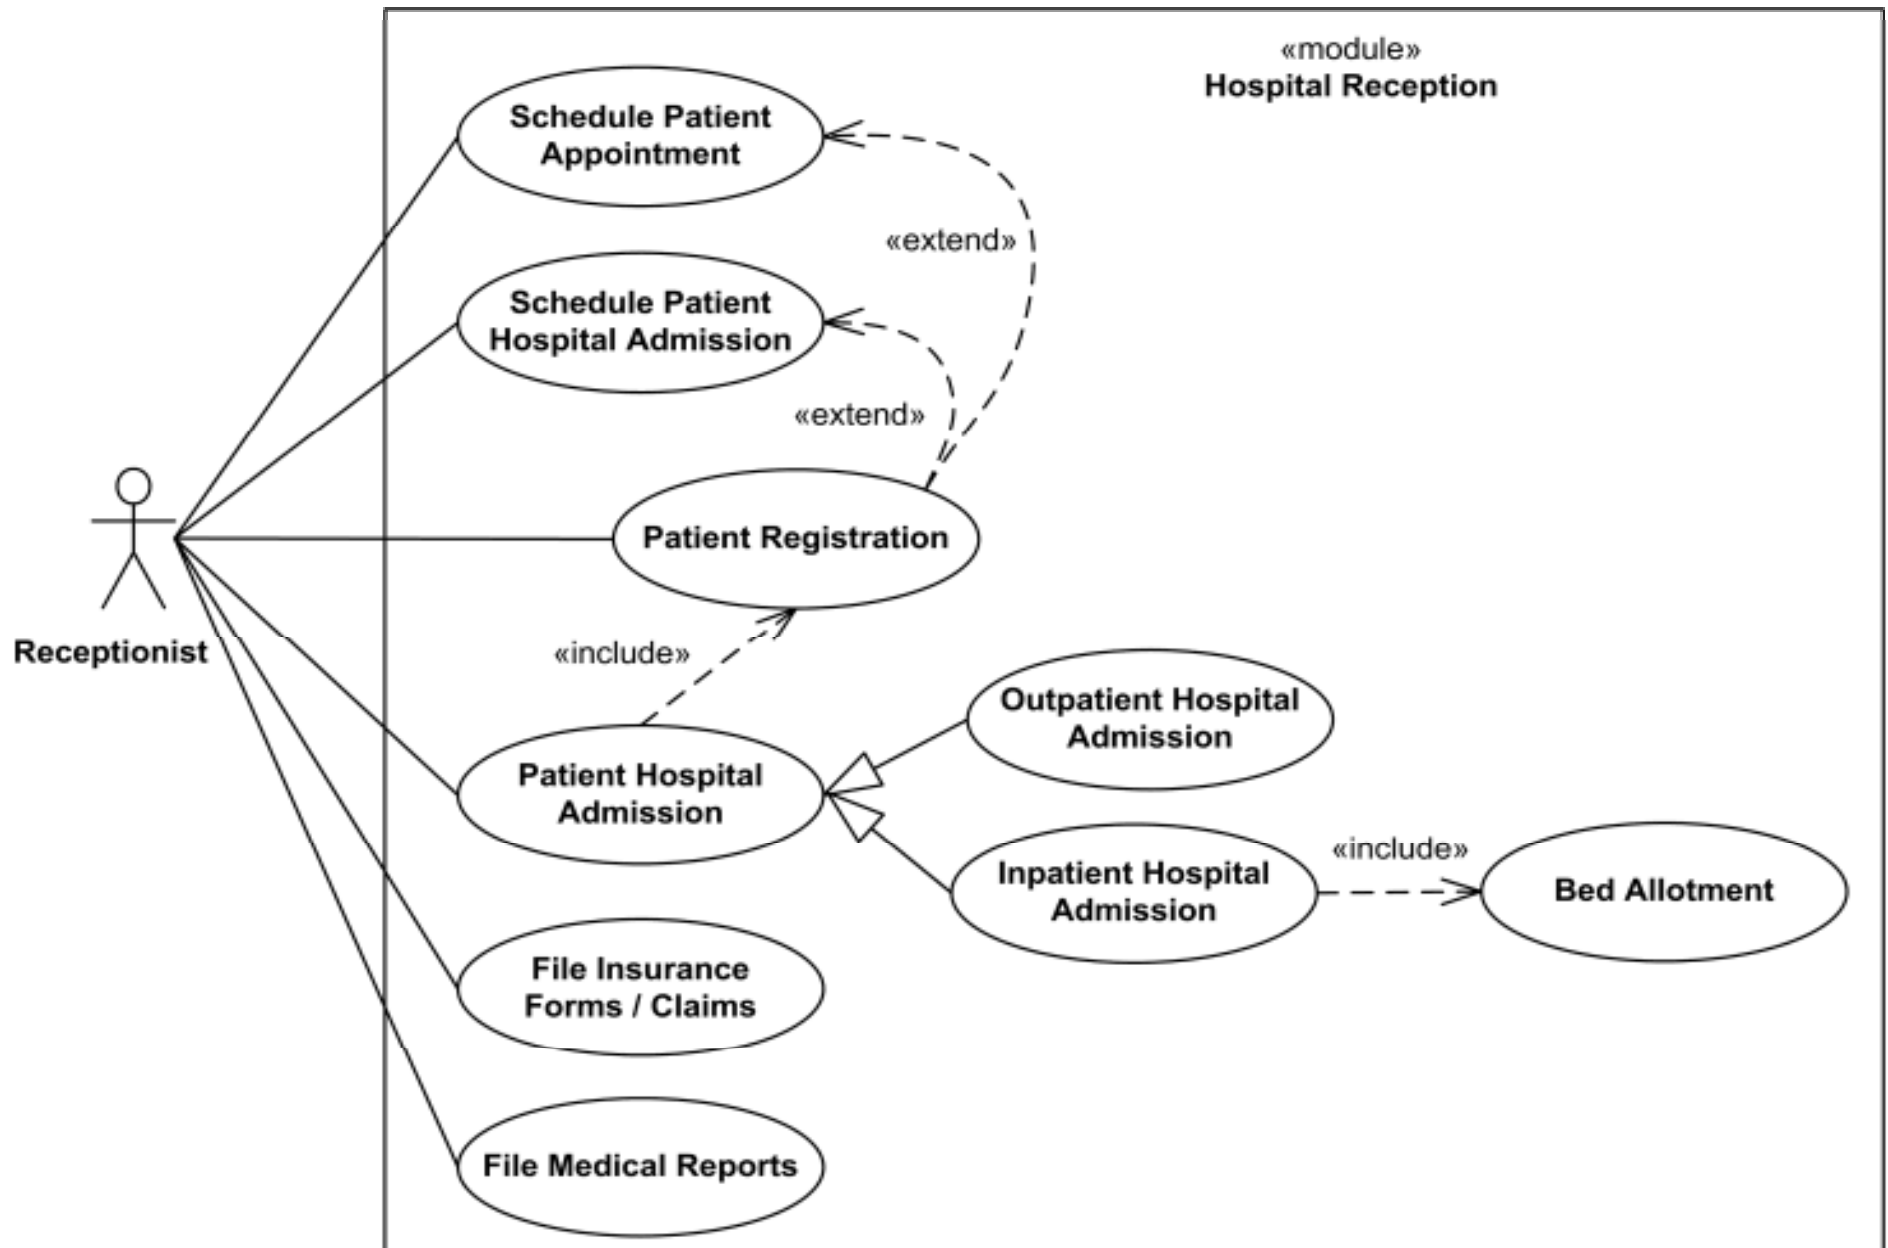 «module»
Hospital Reception
Schedule Patient
Appointment
«extend»
Schedule Patient
Hospital Admission
«extend»
Patient Registration
Receptionist
«include»
Outpatient Hospital
Admission
Patient Hospital
Admission
«include»
Inpatient Hospital
Admission
Bed Allotment
File Insurance
Forms / Claims
File Medical Reports